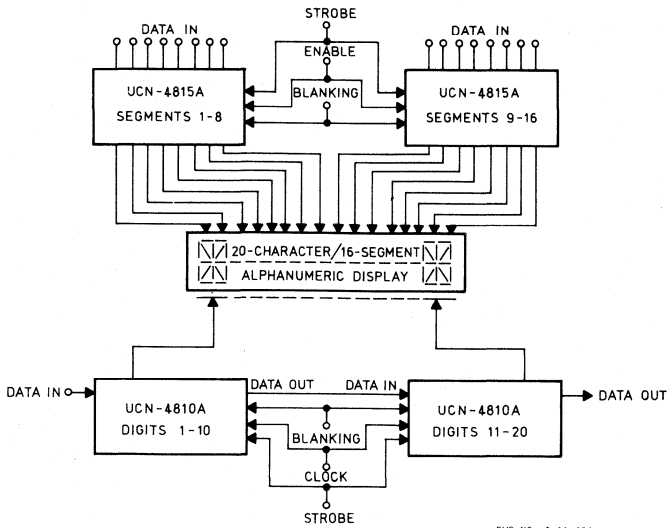 STROBE
DATA IN
DATA IN
ENABLE
UCN-4815A
SEGMENTS 1-8
BLANKING
UCN-4815A
SEGMENTS 9-16
20-CHARACTER/16-SEGMENT
ALPHANUMERIC DISPLAY
DATA IN
UCN-4810A
DIGITS 1-10
DATA OUT
DATA IN
UCN-4810A
DIGITS 11-20
DATA OUT
BLANKING
CLOCK
STROBE